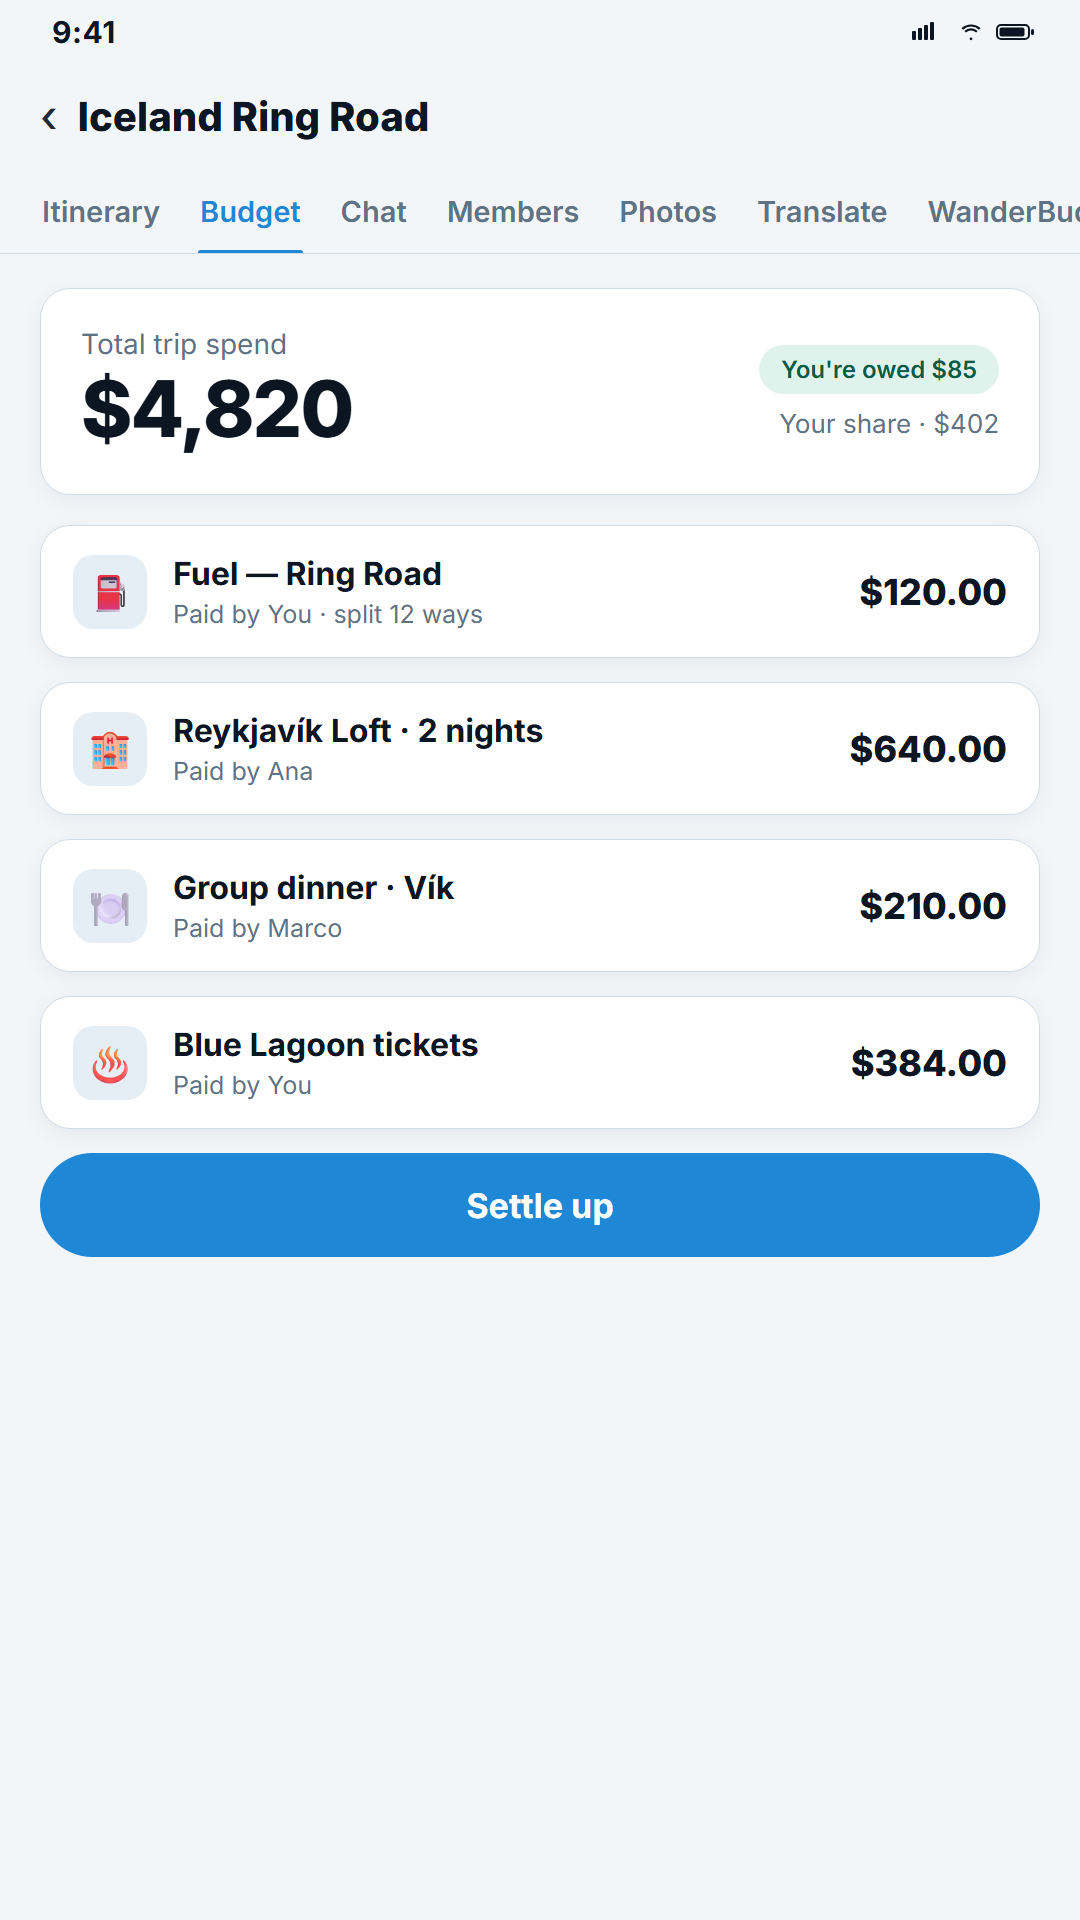 9:41
‹ Iceland Ring Road
Itinerary Budget Chat Members Photos Translate WanderBu
Total trip spend
$4,820
You're owed $85
Your share · $402
Fuel — Ring Road
Paid by You · split 12 ways
$120.00
Reykjavík Loft · 2 nights
Paid by Ana
$640.00
Group dinner · Vík
Paid by Marco
$210.00
Blue Lagoon tickets
Paid by You
$384.00
Settle up